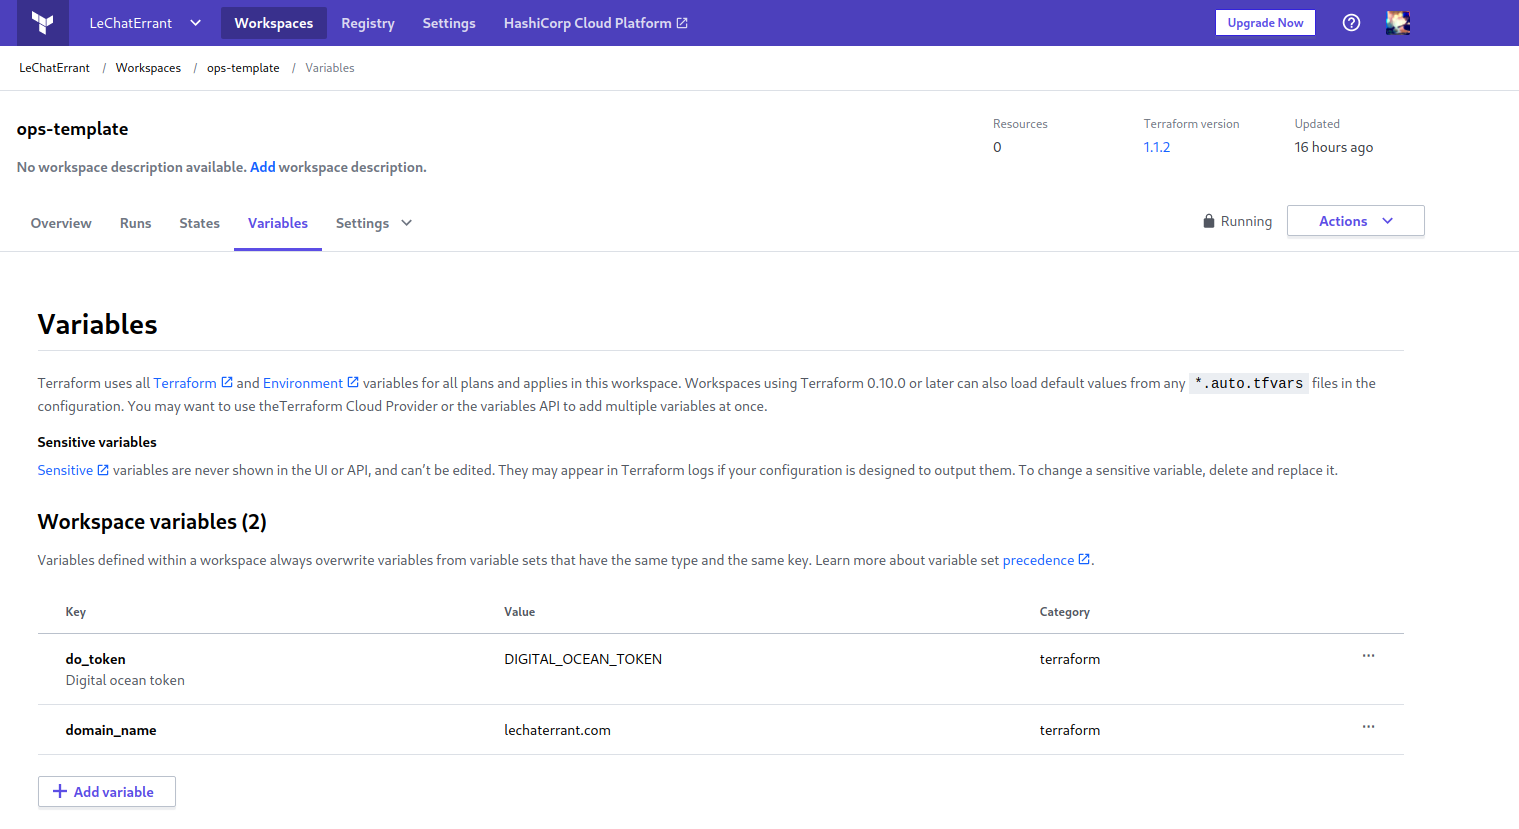 LeChatErrant Workspaces Registry Settings HashiCorp Cloud Platform Upgrade Now
LeChatErrant / Workspaces / ops-template / Variables
ops-template
No workspace description available. Add workspace description.
Resources Terraform version Updated
0 1.1.2 16 hours ago
Overview Runs States Variables Settings Running Actions
Variables
Terraform uses all Terraform and Environment variables for all plans and applies in this workspace. Workspaces using Terraform 0.10.0 or later can also load default values from any *.auto.tfvars files in the
configuration. You may want to use theTerraform Cloud Provider or the variables API to add multiple variables at once.
Sensitive variables
Sensitive variables are never shown in the UI or API, and can’t be edited. They may appear in Terraform logs if your configuration is designed to output them. To change a sensitive variable, delete and replace it.
Workspace variables (2)
Variables defined within a workspace always overwrite variables from variable sets that have the same type and the same key. Learn more about variable set precedence.
Key Value Category
do_token DIGITAL_OCEAN_TOKEN terraform ...
Digital ocean token
domain_name lechaterrant.com terraform ...
+ Add variable